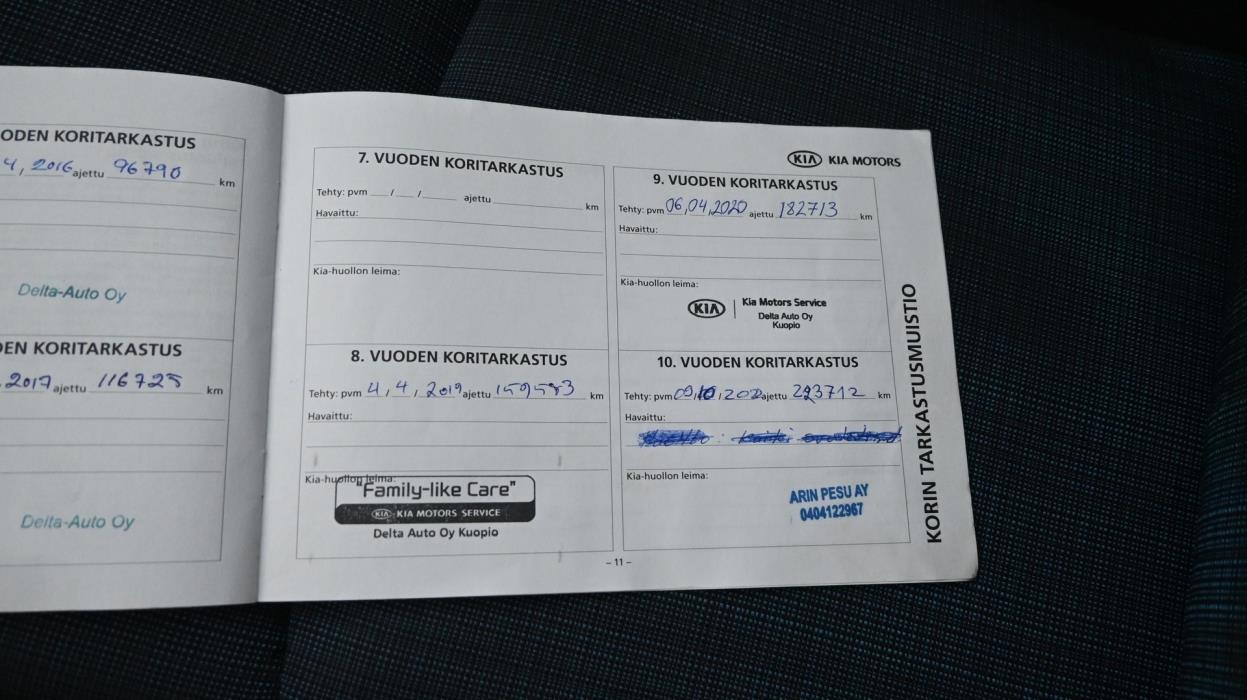 ODEN KORITARKASTUS
4, 2016 ajettu 96790 km
Delta-Auto Oy
EN KORITARKASTUS
2017 ajettu 116725 km
Delta-Auto Oy
7. VUODEN KORITARKASTUS
Tehty: pvm / / ajettu km
Havaittu:
Kia-huollon leima:
8. VUODEN KORITARKASTUS
Tehty: pvm 4, 4, 2019 ajettu 159583 km
Havaittu:
Kia-huollon leima:
"Family-like Care"
KIA KIA MOTORS SERVICE
Delta Auto Oy Kuopio
KIA KIA MOTORS
9. VUODEN KORITARKASTUS
Tehty: pvm 06,04,2020 ajettu 182713 km
Havaittu:
Kia-huollon leima:
KIA Kia Motors Service
Delta Auto Oy
Kuopio
10. VUODEN KORITARKASTUS
Tehty: pvm 09,10, ajettu km
Havaittu:
Kia-huollon leima:
ARIN PESU AY
0404122967
KORIN TARKASTUSMUISTIO
– 11 –